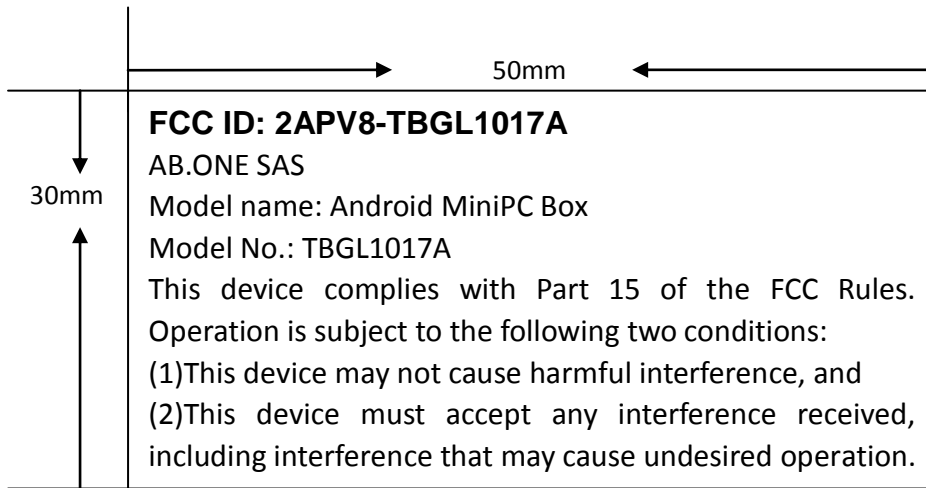 50mm
FCC ID: 2APV8-TBGL1017A
AB.ONE SAS
30mm
Model name: Android MiniPC Box
Model No.: TBGL1017A
This device complies with Part 15 of the FCC Rules.
Operation is subject to the following two conditions:
(1)This device may not cause harmful interference, and
(2)This device must accept any interference received,
including interference that may cause undesired operation.